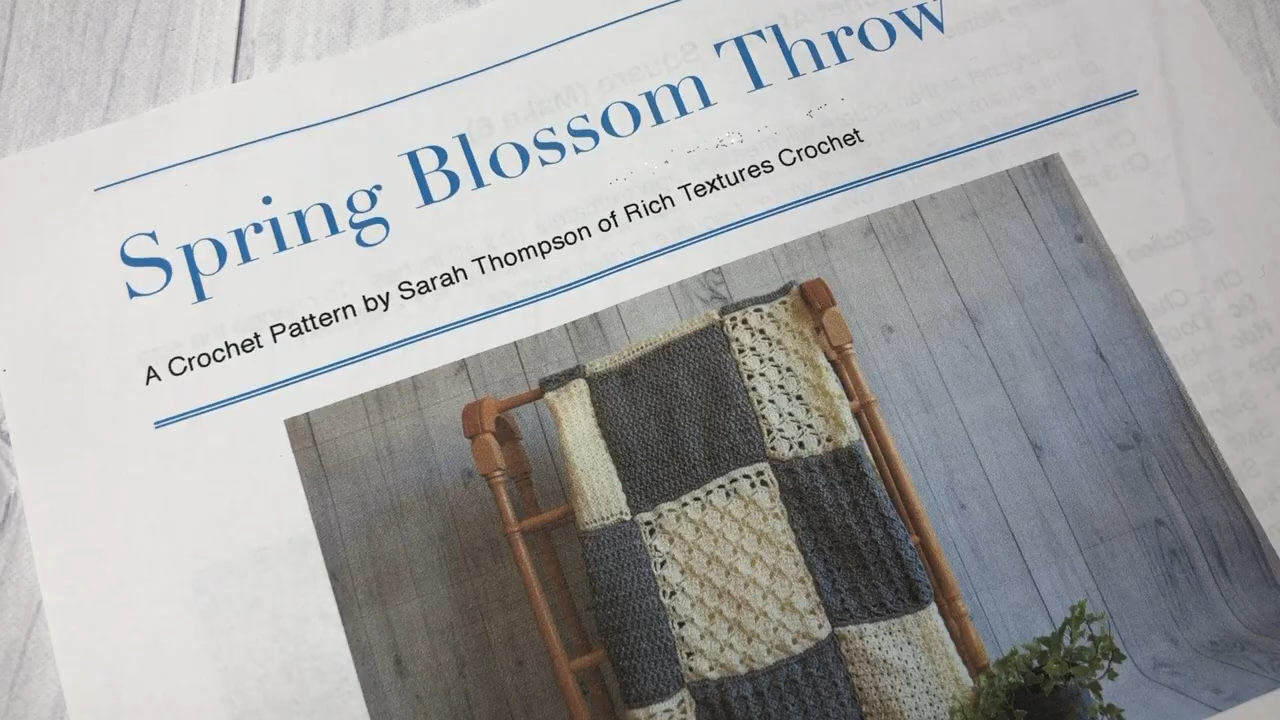 Spring Blossom Throw
A Crochet Pattern by Sarah Thompson of Rich Textures Crochet